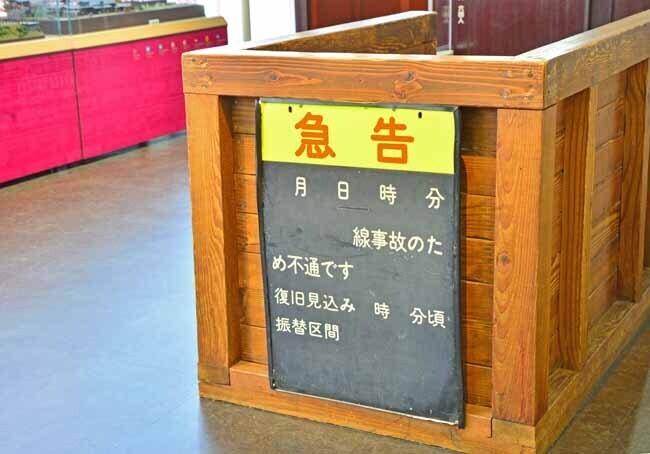 急告
月 日 時 分
線事故のた
め不通です
復旧見込み 時 分頃
振替区間